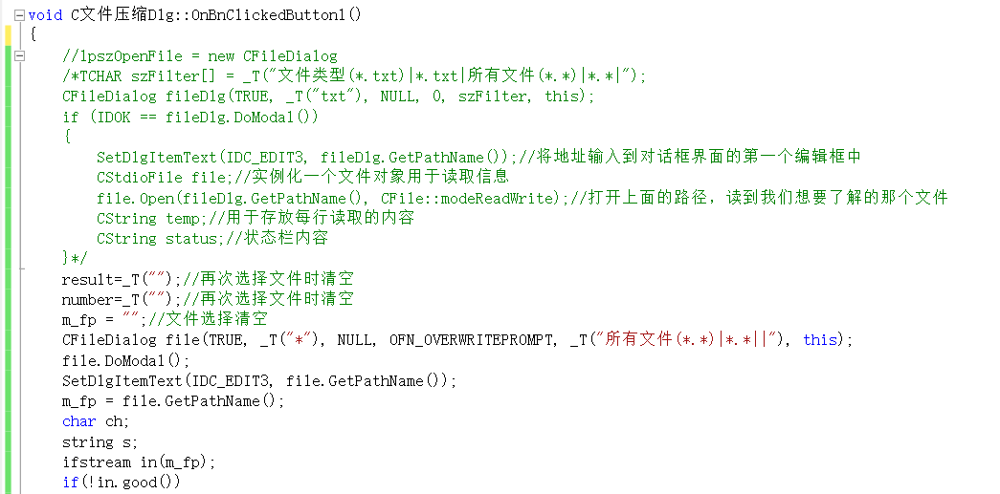 void C文件压缩Dlg::OnBnClickedButton1()
{
//lpszOpenFile = new CFileDialog
/*TCHAR szFilter[] = _T("文件类型(*.txt)|*.txt|所有文件(*.*)|*.*|");
CFileDialog fileDlg(TRUE, _T("txt"), NULL, 0, szFilter, this);
if (IDOK == fileDlg.DoModal())
{
SetDlgItemText(IDC_EDIT3, fileDlg.GetPathName());//将地址输入到对话框界面的第一个编辑框中
CStdioFile file;//实例化一个文件对象用于读取信息
file.Open(fileDlg.GetPathName(), CFile::modeReadWrite);//打开上面的路径，读到我们想要了解的那个文件
CString temp;//用于存放每行读取的内容
CString status;//状态栏内容
}*/
result=_T("");//再次选择文件时清空
number=_T("");//再次选择文件时清空
m_fp = "";//文件选择清空
CFileDialog file(TRUE, _T("*"), NULL, OFN_OVERWRITEPROMPT, _T("所有文件(*.*)|*.*||"), this);
file.DoModal();
SetDlgItemText(IDC_EDIT3, file.GetPathName());
m_fp = file.GetPathName();
char ch;
string s;
ifstream in(m_fp);
if(!in.good())